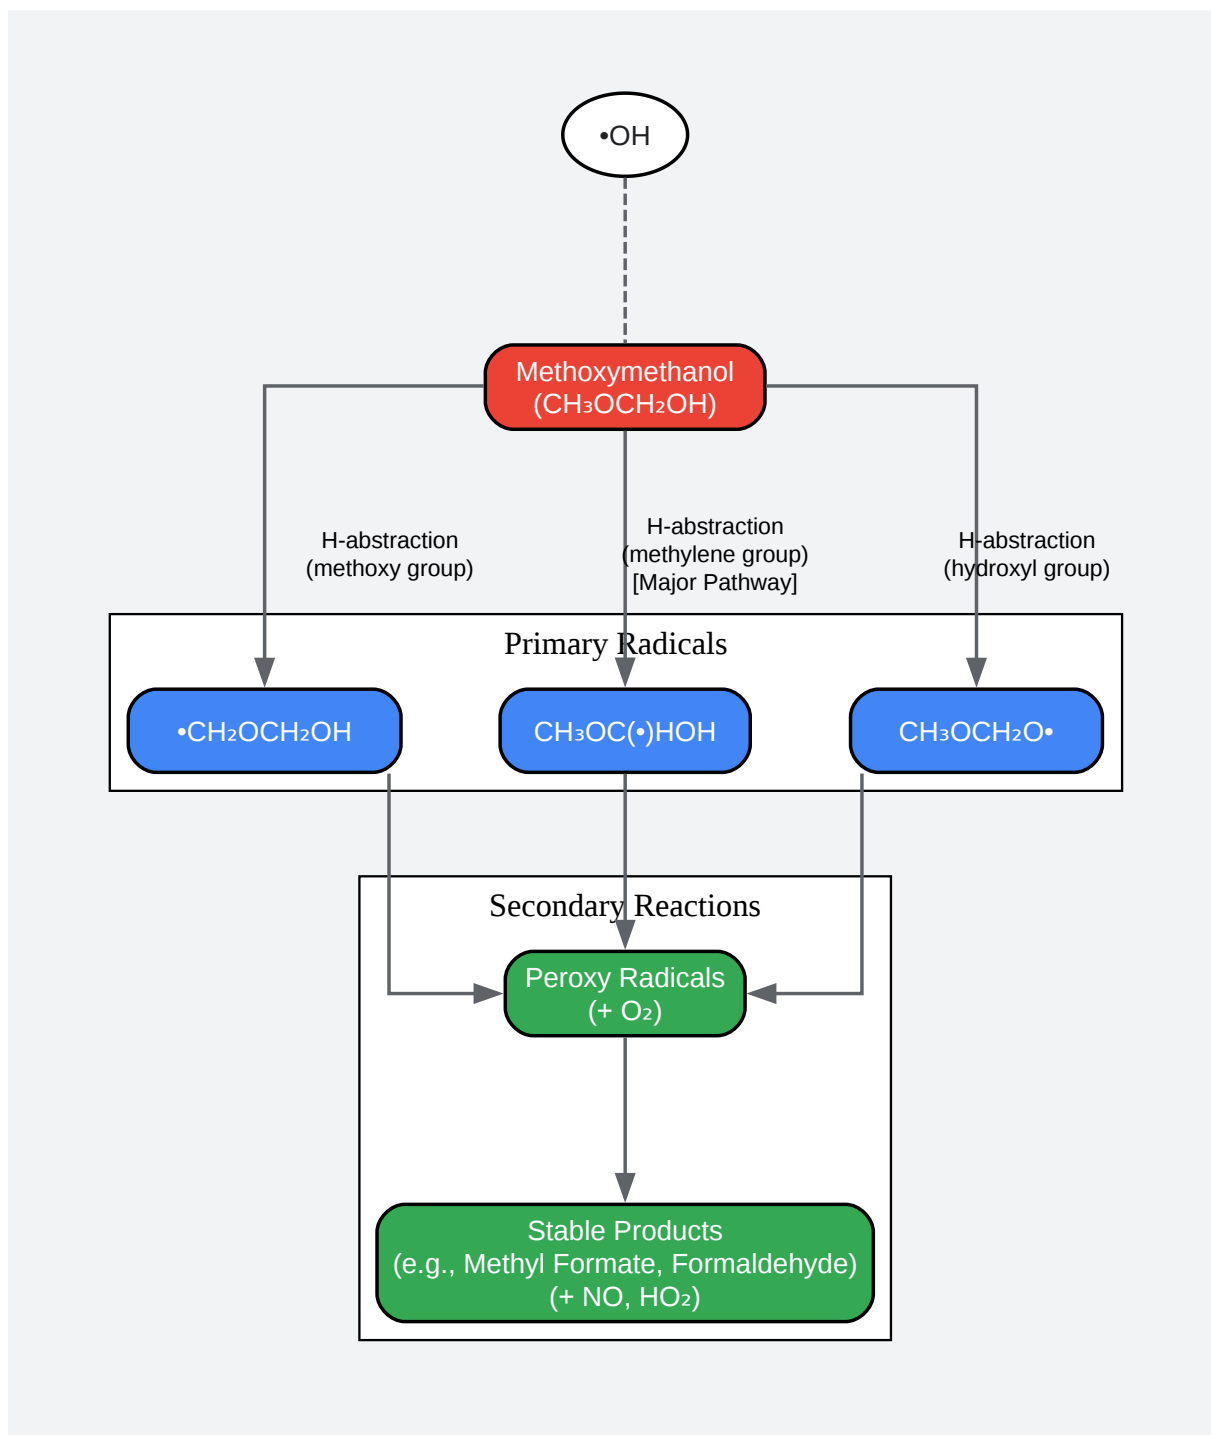 •OH
Methoxymethanol
(CH₃OCH₂OH)
H-abstraction
(methoxy group)
H-abstraction
(methylene group)
[Major Pathway]
H-abstraction
(hydroxyl group)
Primary Radicals
•CH₂OCH₂OH
CH₃OC(•)HOH
CH₃OCH₂O•
Secondary Reactions
Peroxy Radicals
(+ O₂)
Stable Products
(e.g., Methyl Formate, Formaldehyde)
(+ NO, HO₂)